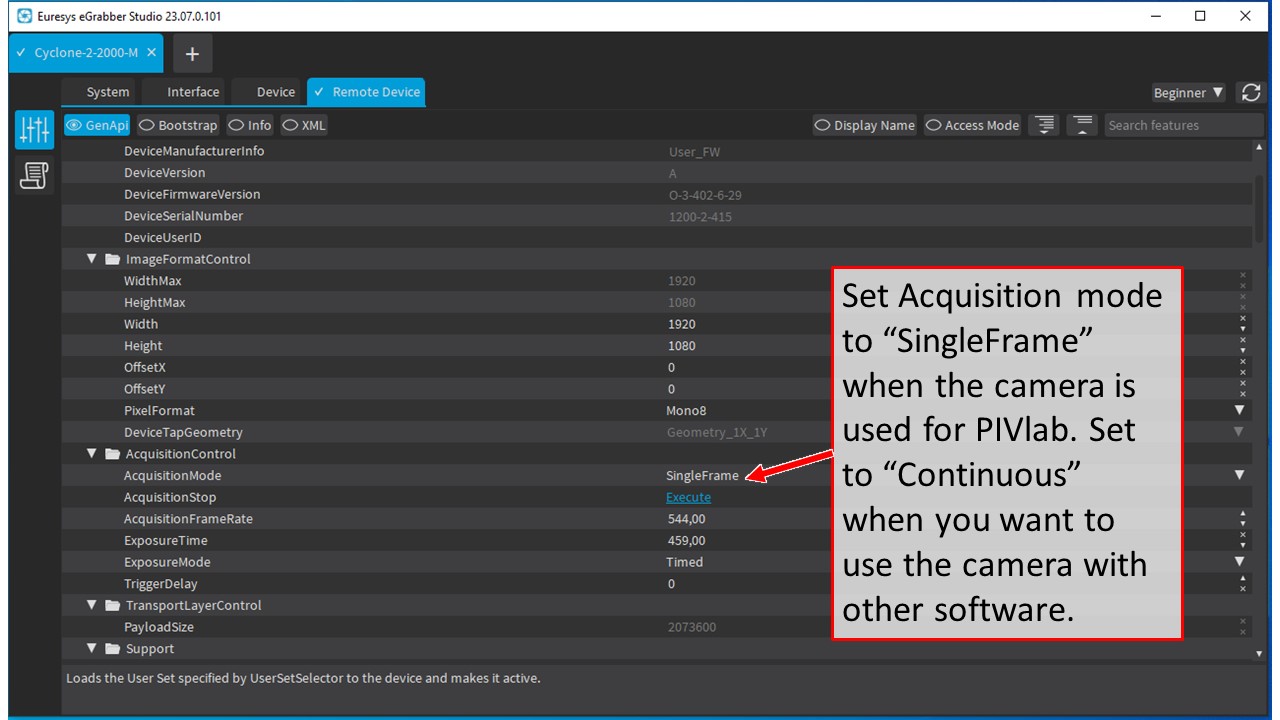 Euresys eGrabber Studio 23.07.0.101
Cyclone-2-2000-M
System Interface Device Remote Device
Beginner
GenApi Bootstrap Info XML Display Name Access Mode Search features
DeviceManufacturerInfo User_FW
DeviceVersion A
DeviceFirmwareVersion O-3-402-6-29
DeviceSerialNumber 1200-2-415
DeviceUserID
ImageFormatControl
WidthMax 1920
HeightMax 1080
Width 1920
Height 1080
OffsetX 0
OffsetY 0
PixelFormat Mono8
DeviceTapGeometry Geometry_1X_1Y
AcquisitionControl
AcquisitionMode SingleFrame
AcquisitionStop Execute
AcquisitionFrameRate 544,00
ExposureTime 459,00
ExposureMode Timed
TriggerDelay 0
TransportLayerControl
PayloadSize 2073600
Support
Set Acquisition mode
to “SingleFrame”
when the camera is
used for PIVlab. Set
to “Continuous”
when you want to
use the camera with
other software.
Loads the User Set specified by UserSetSelector to the device and makes it active.